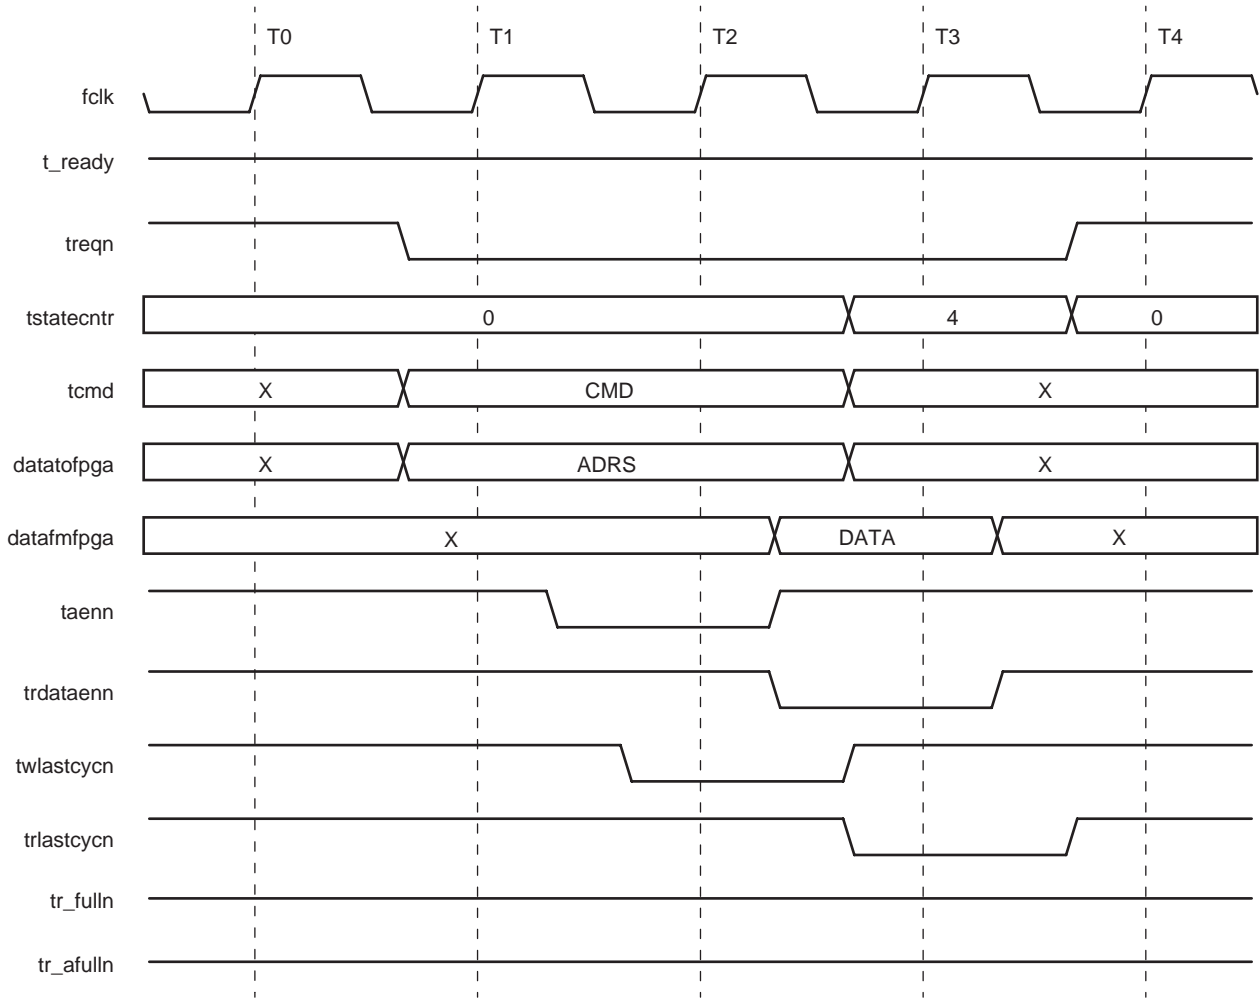 T0 T1 T2 T3 T4
fclk
t_ready
treqn
tstatecntr 0 4 0
tcmd X CMD X
datatofpga X ADRS X
datafmfpga X DATA X
taenn
trdataenn
twlastcycn
trlastcycn
tr_fulln
tr_afulln